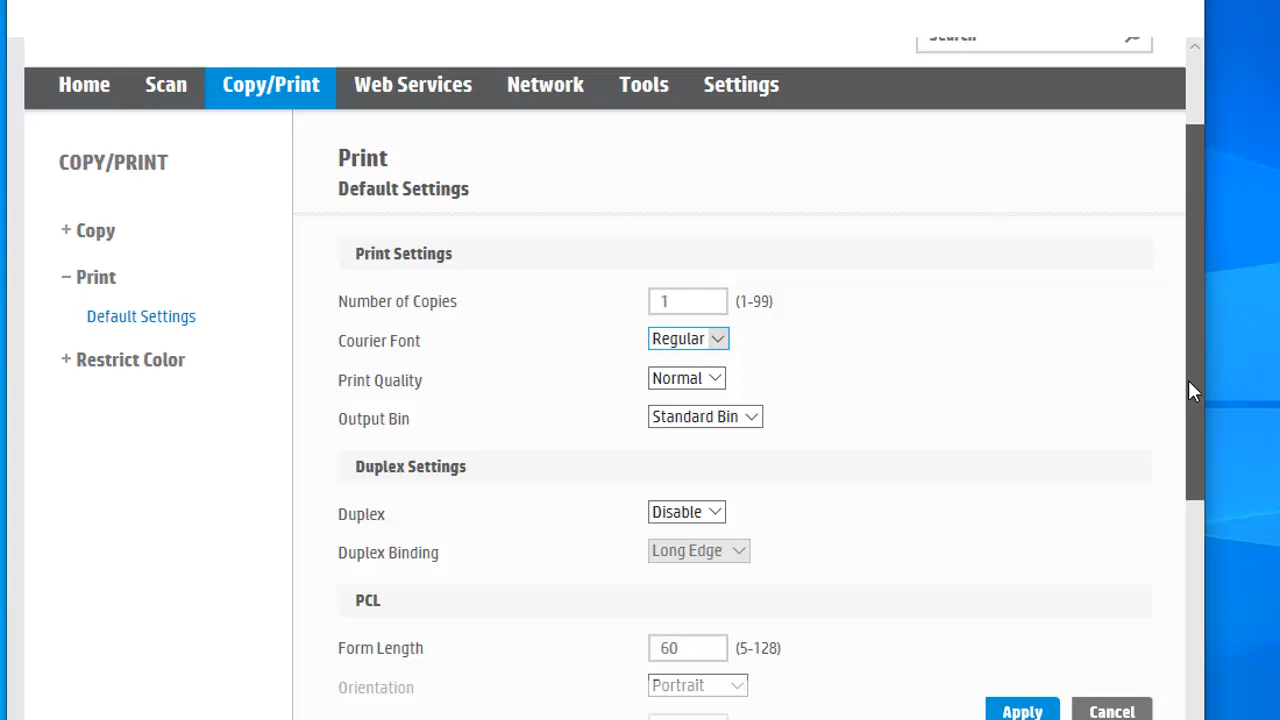 Search
Home Scan Copy/Print Web Services Network Tools Settings
COPY/PRINT
+ Copy
− Print
Default Settings
+ Restrict Color
Print
Default Settings
Print Settings
Number of Copies 1 (1-99)
Courier Font Regular
Print Quality Normal
Output Bin Standard Bin
Duplex Settings
Duplex Disable
Duplex Binding Long Edge
PCL
Form Length 60 (5-128)
Orientation Portrait
Apply Cancel